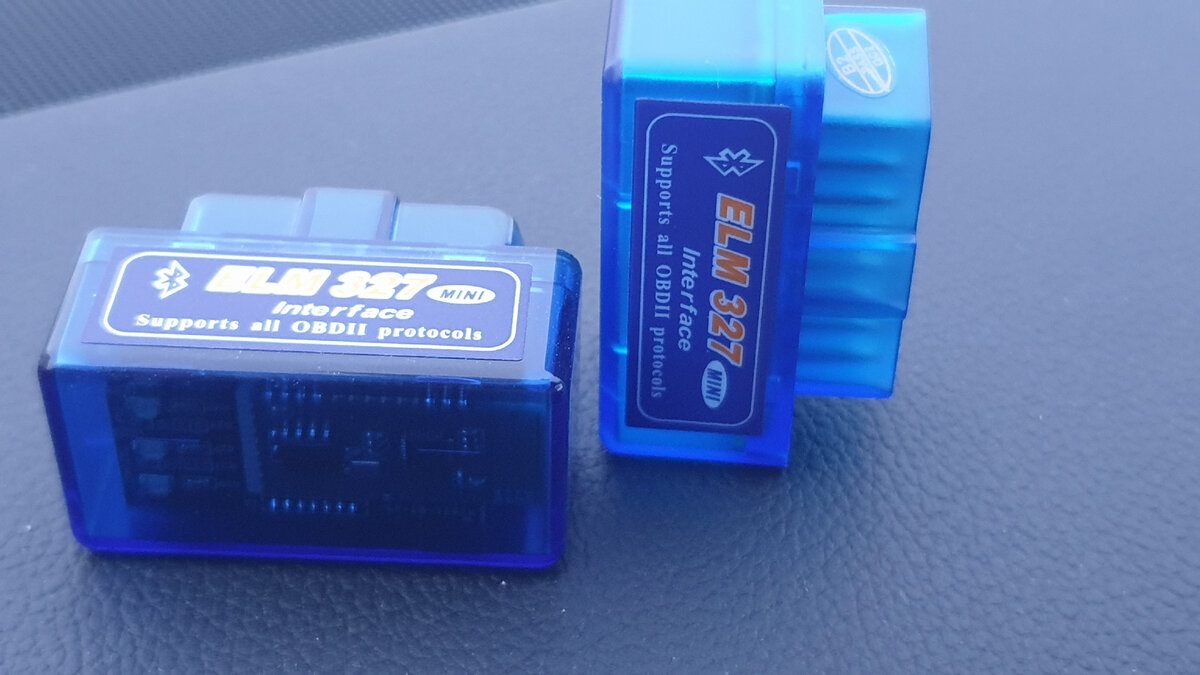 ELM 327 MINI
Interface
Supports all OBDII protocols
ELM 327 MINI
Interface
Supports all OBDII protocols